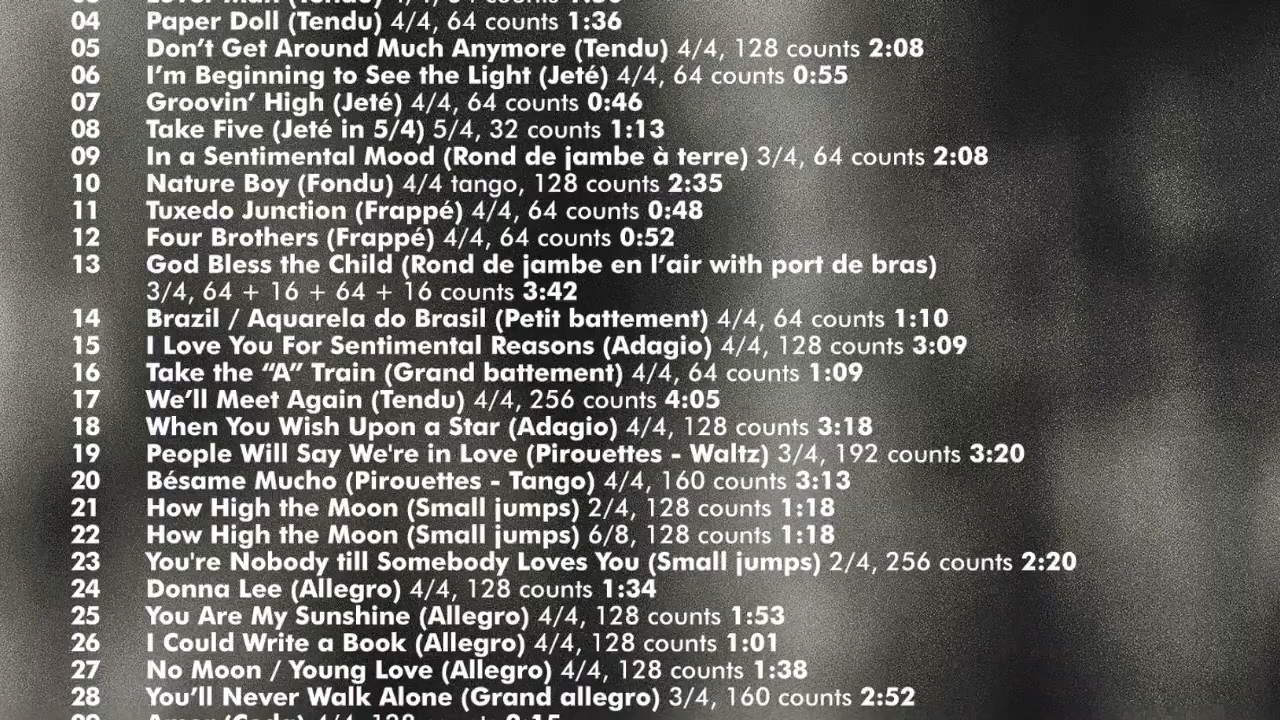 04 Paper Doll (Tendu) 4/4, 64 counts 1:36
05 Don’t Get Around Much Anymore (Tendu) 4/4, 128 counts 2:08
06 I’m Beginning to See the Light (Jeté) 4/4, 64 counts 0:55
07 Groovin’ High (Jeté) 4/4, 64 counts 0:46
08 Take Five (Jeté in 5/4) 5/4, 32 counts 1:13
09 In a Sentimental Mood (Rond de jambe à terre) 3/4, 64 counts 2:08
10 Nature Boy (Fondu) 4/4 tango, 128 counts 2:35
11 Tuxedo Junction (Frappé) 4/4, 64 counts 0:48
12 Four Brothers (Frappé) 4/4, 64 counts 0:52
13 God Bless the Child (Rond de jambe en l’air with port de bras)
3/4, 64 + 16 + 64 + 16 counts 3:42
14 Brazil / Aquarela do Brasil (Petit battement) 4/4, 64 counts 1:10
15 I Love You For Sentimental Reasons (Adagio) 4/4, 128 counts 3:09
16 Take the “A” Train (Grand battement) 4/4, 64 counts 1:09
17 We’ll Meet Again (Tendu) 4/4, 256 counts 4:05
18 When You Wish Upon a Star (Adagio) 4/4, 128 counts 3:18
19 People Will Say We're in Love (Pirouettes - Waltz) 3/4, 192 counts 3:20
20 Bésame Mucho (Pirouettes - Tango) 4/4, 160 counts 3:13
21 How High the Moon (Small jumps) 2/4, 128 counts 1:18
22 How High the Moon (Small jumps) 6/8, 128 counts 1:18
23 You're Nobody till Somebody Loves You (Small jumps) 2/4, 256 counts 2:20
24 Donna Lee (Allegro) 4/4, 128 counts 1:34
25 You Are My Sunshine (Allegro) 4/4, 128 counts 1:53
26 I Could Write a Book (Allegro) 4/4, 128 counts 1:01
27 No Moon / Young Love (Allegro) 4/4, 128 counts 1:38
28 You’ll Never Walk Alone (Grand allegro) 3/4, 160 counts 2:52